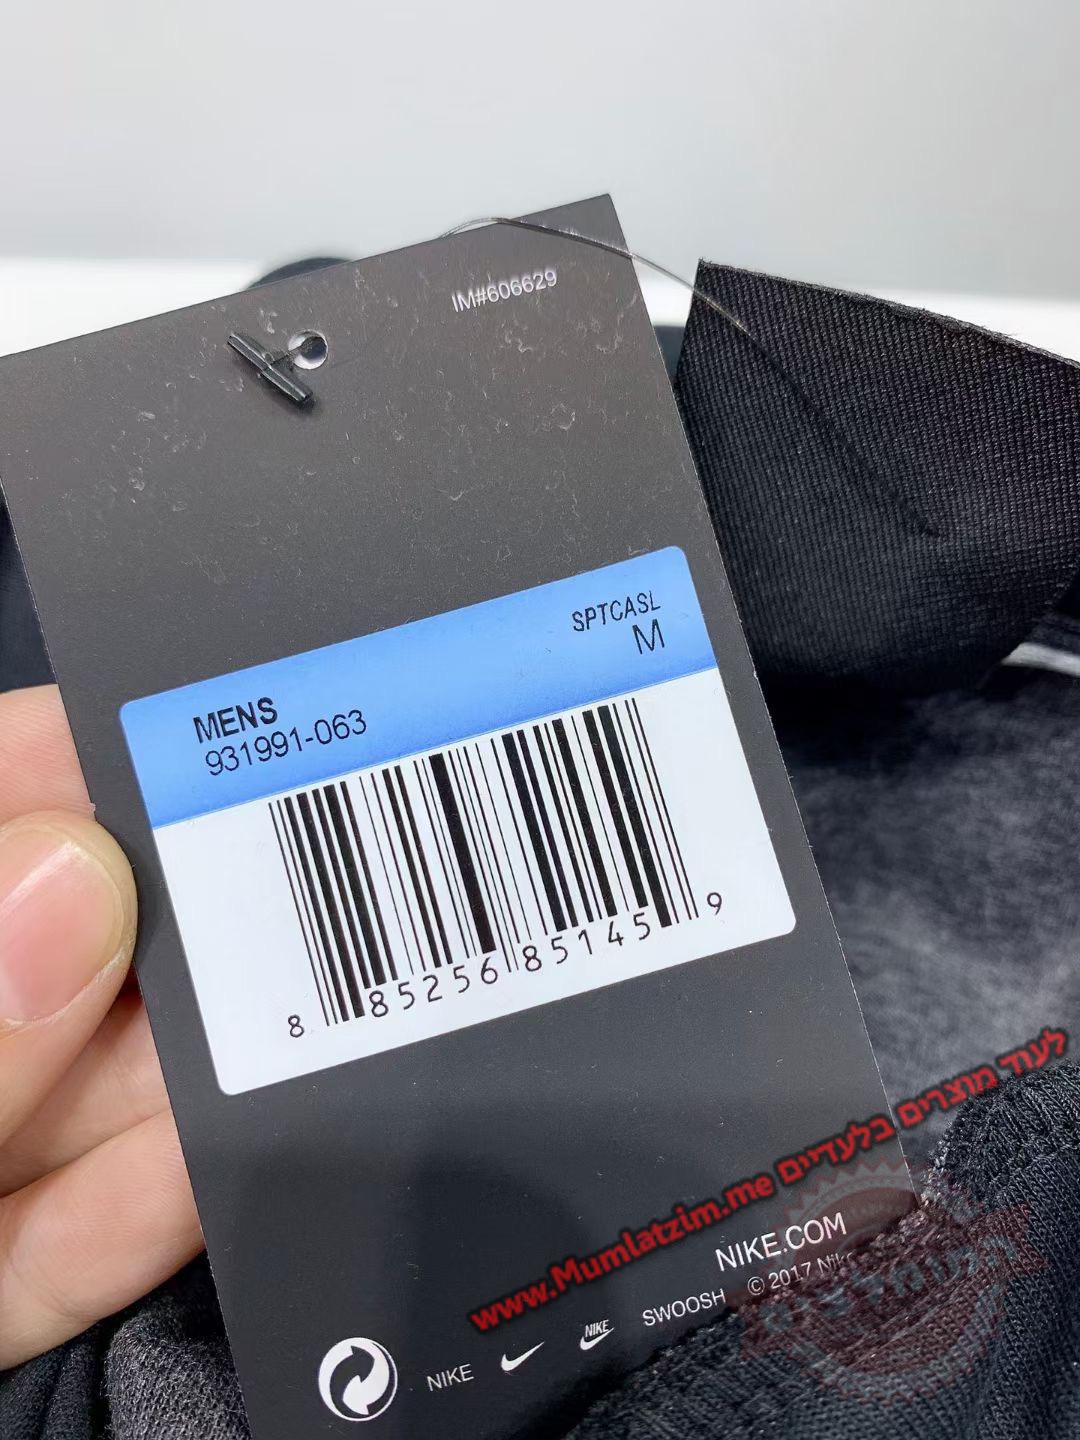 IM#606629
SPTCASL
M
MENS
931991-063
8 85256 85145 9
לעוד מוצרים בלעדיים www.Mumlatzim.me
NIKE.COM
NIKE NIKE SWOOSH © 2017 Nik